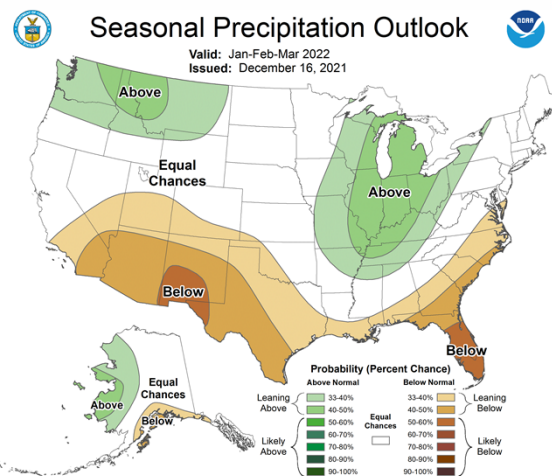 NOAA
Seasonal Precipitation Outlook
Valid: Jan-Feb-Mar 2022
Issued: December 16, 2021
Above
Equal
Chances
Above
Below
Below
Above
Equal
Chances
Below
Probability (Percent Chance)
Above Normal
Below Normal
Leaning
Above
33-40%
40-50%
Likely
Above
50-60%
60-70%
70-80%
80-90%
90-100%
Equal
Chances
33-40%
40-50%
Leaning
Below
50-60%
60-70%
70-80%
80-90%
90-100%
Likely
Below